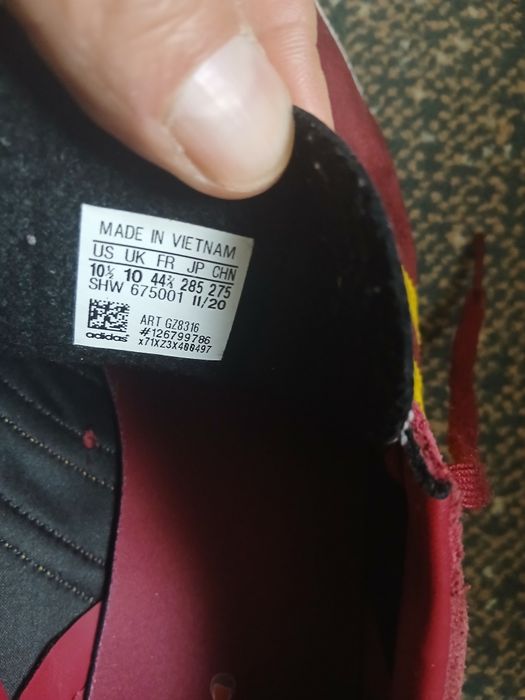 MADE IN VIETNAM
US UK FR JP CHN
10½ 10 44⅔ 285 275
SHW 675001 11/20
ART GZ8316
#126799786
adidas x71XZ3X488497